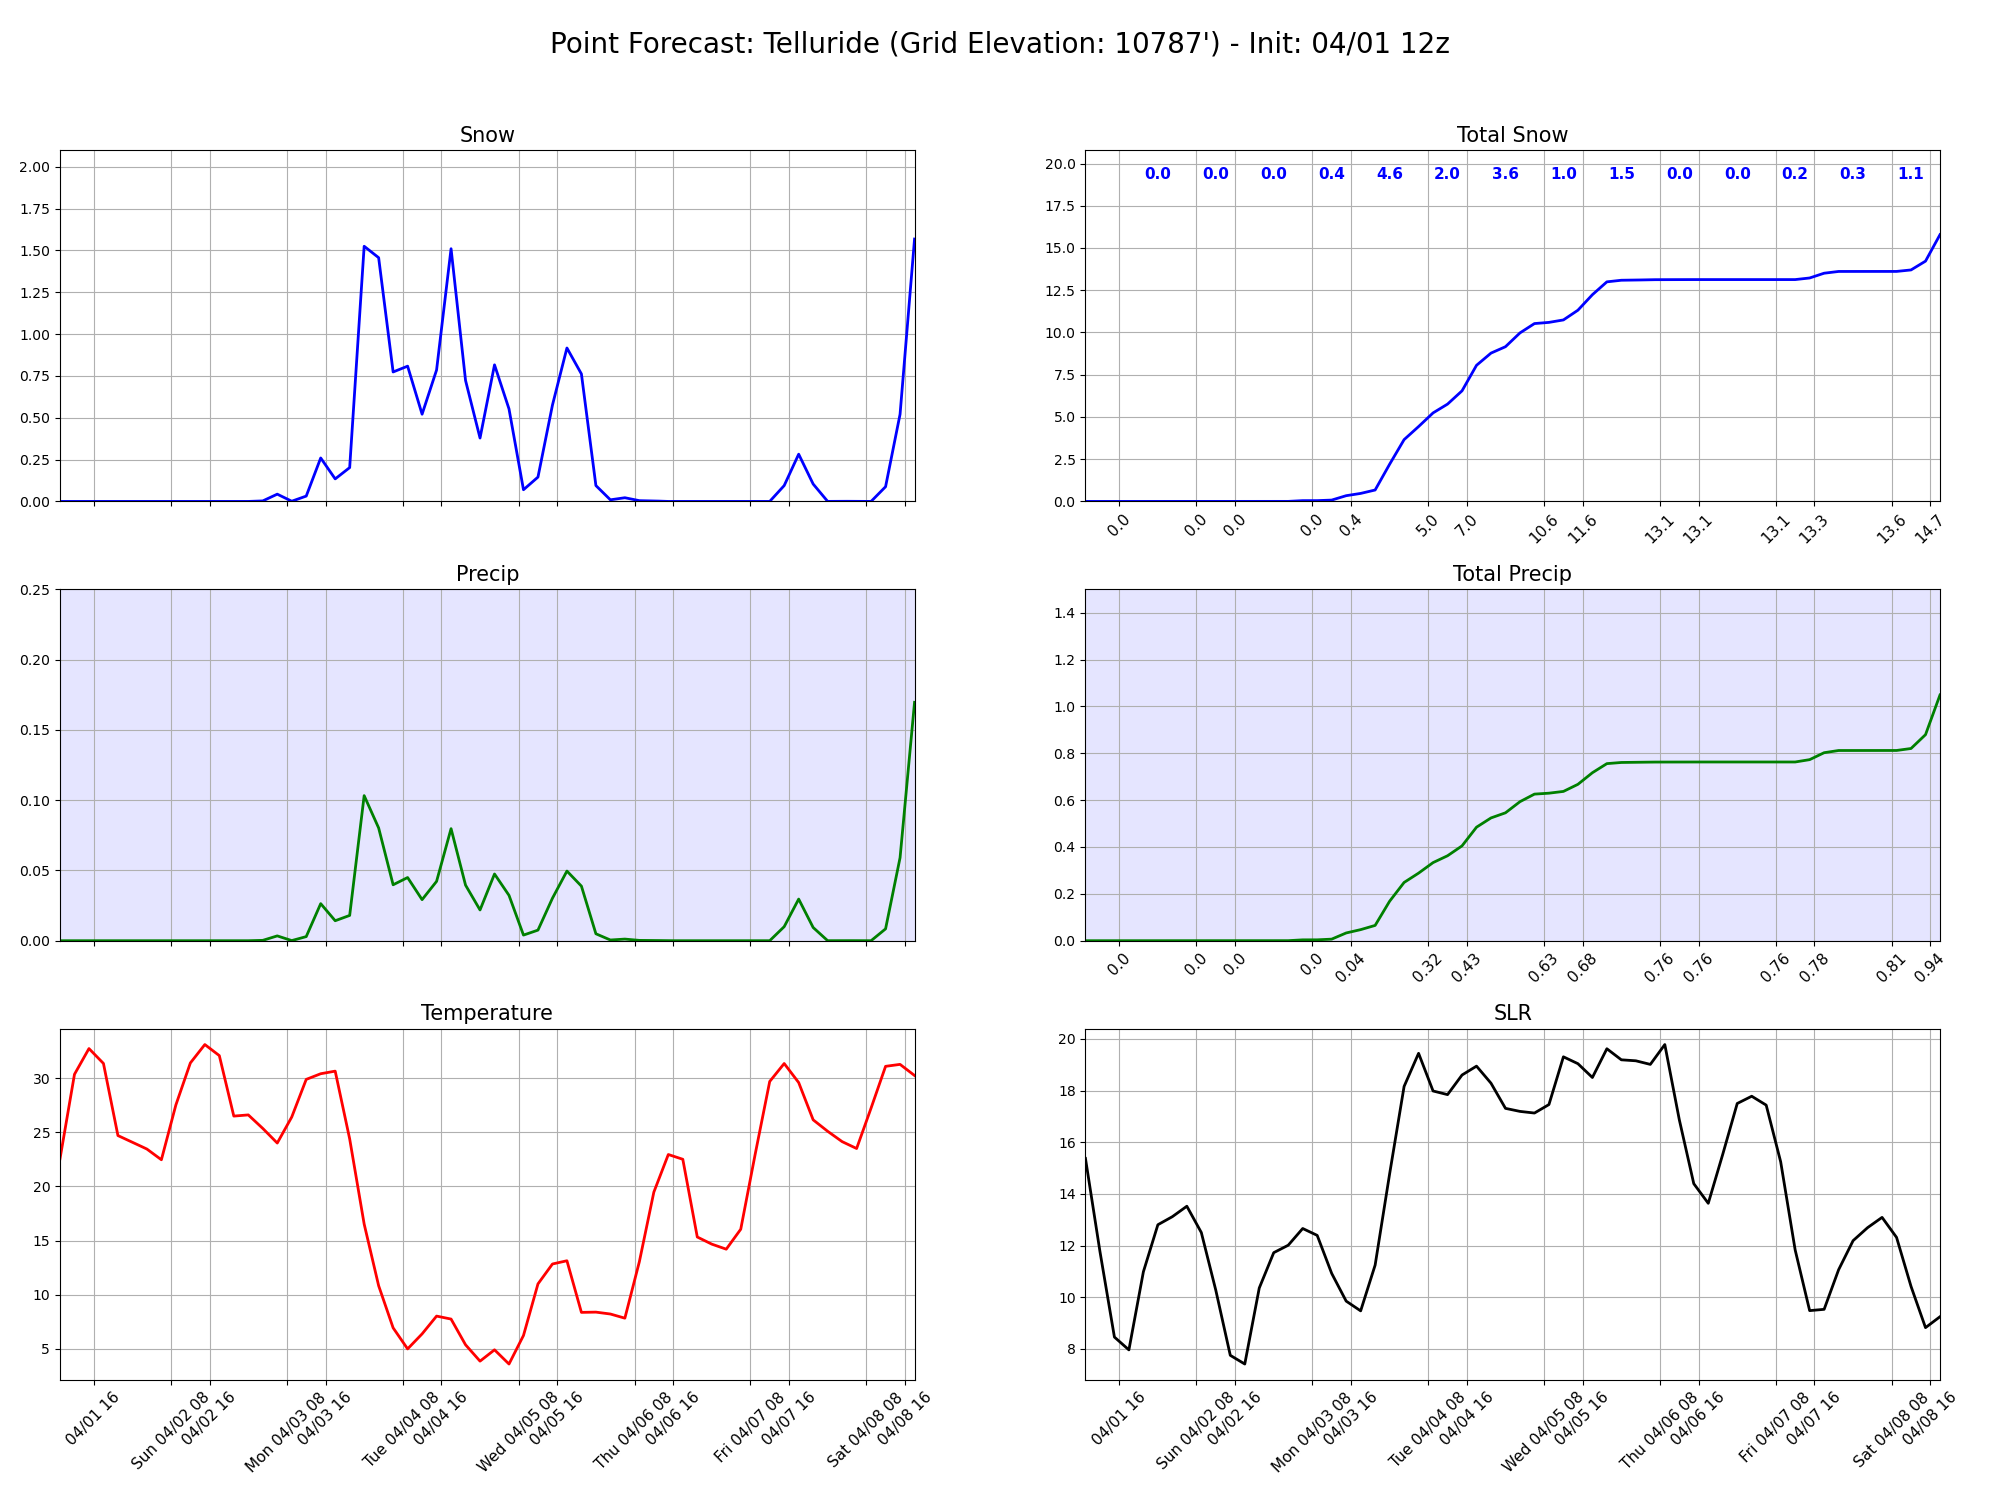 Point Forecast: Telluride (Grid Elevation: 10787') - Init: 04/01 12z
Snow
2.00
1.75
1.50
1.25
1.00
0.75
0.50
0.25
0.00
Total Snow
20.0
17.5
15.0
12.5
10.0
7.5
5.0
2.5
0.0
0.0 0.0 0.0 0.4 4.6 2.0 3.6 1.0 1.5 0.0 0.0 0.2 0.3 1.1
0.0 0.0 0.0 0.0 0.4 5.0 7.0 10.6 11.6 13.1 13.1 13.1 13.3 13.6 14.7
Precip
0.25
0.20
0.15
0.10
0.05
0.00
Total Precip
1.4
1.2
1.0
0.8
0.6
0.4
0.2
0.0
0.0 0.0 0.0 0.0 0.04 0.32 0.43 0.63 0.68 0.76 0.76 0.76 0.78 0.81 0.94
Temperature
30
25
20
15
10
5
04/01 16
Sun 04/02 08
04/02 16
Mon 04/03 08
04/03 16
Tue 04/04 08
04/04 16
Wed 04/05 08
04/05 16
Thu 04/06 08
04/06 16
Fri 04/07 08
04/07 16
Sat 04/08 08
04/08 16
SLR
20
18
16
14
12
10
8
04/01 16
Sun 04/02 08
04/02 16
Mon 04/03 08
04/03 16
Tue 04/04 08
04/04 16
Wed 04/05 08
04/05 16
Thu 04/06 08
04/06 16
Fri 04/07 08
04/07 16
Sat 04/08 08
04/08 16